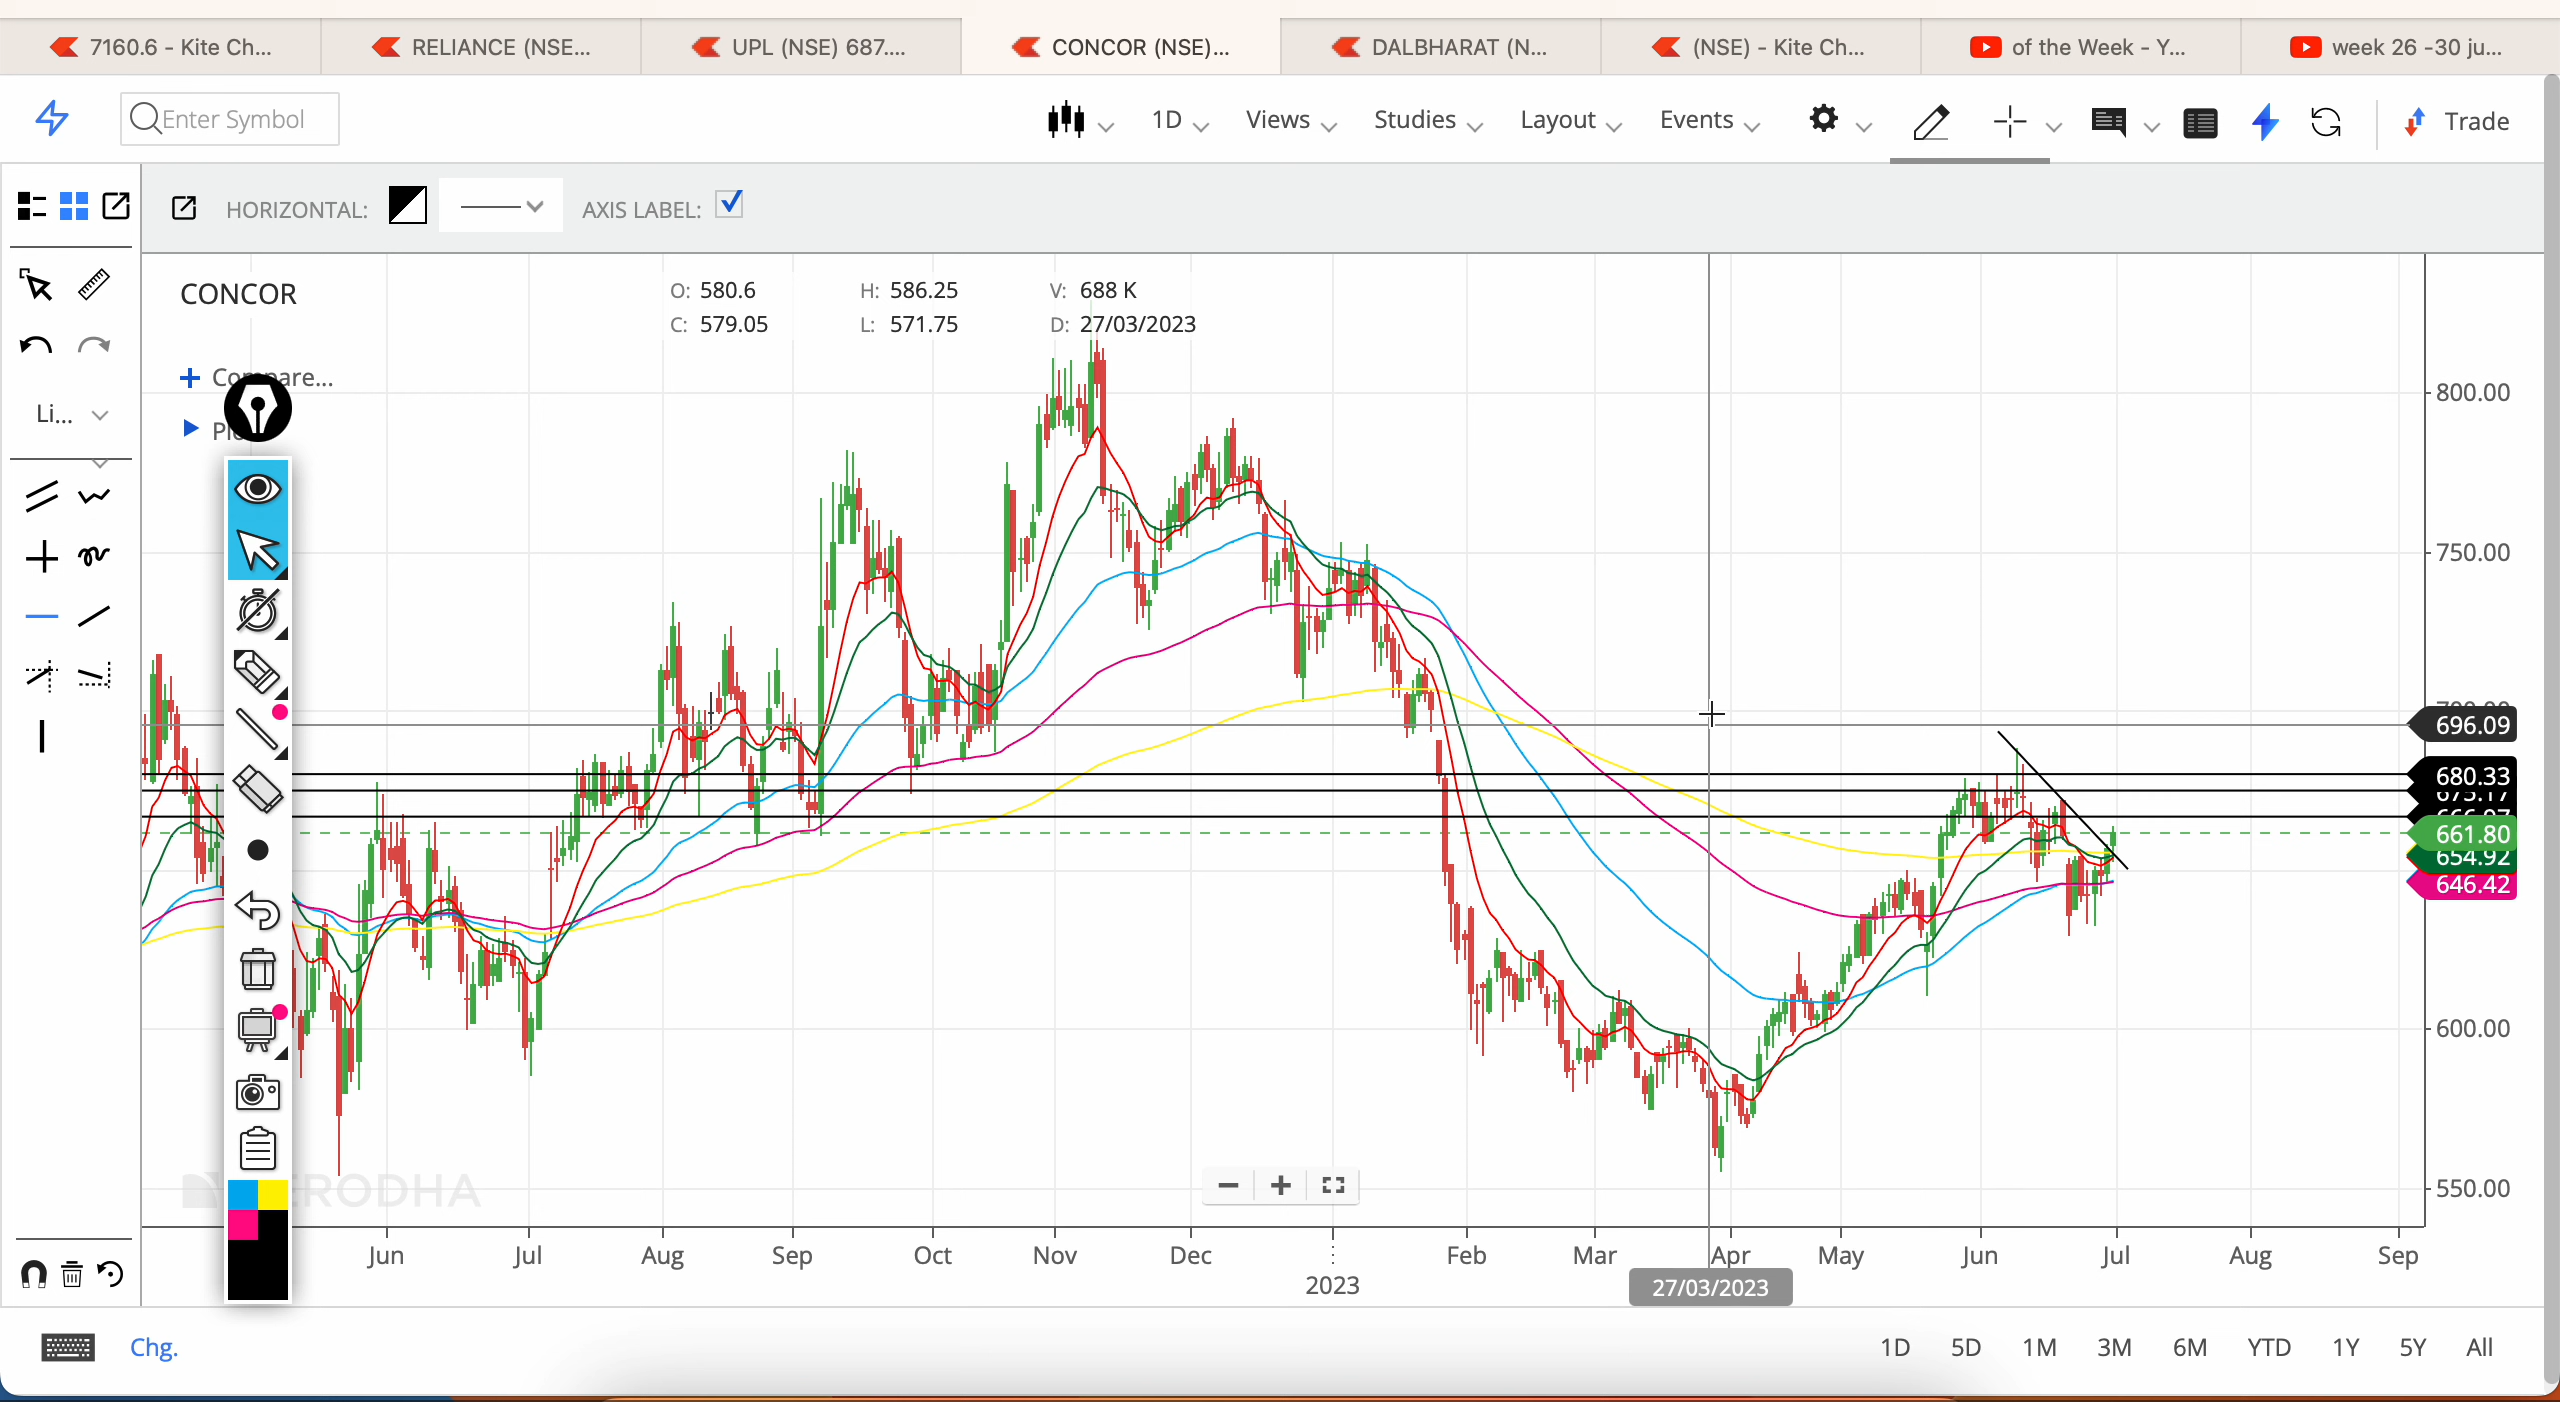 7160.6 - Kite Ch...
RELIANCE (NSE...
UPL (NSE) 687....
CONCOR (NSE)...
DALBHARAT (N...
(NSE) - Kite Ch...
of the Week - Y...
week 26 -30 ju...
Enter Symbol
1D
Views
Studies
Layout
Events
Trade
HORIZONTAL:
AXIS LABEL:
CONCOR
O: 580.6 H: 586.25 V: 688 K
C: 579.05 L: 571.75 D: 27/03/2023
Li...
800.00
750.00
696.09
680.33
661.80
654.92
646.42
600.00
550.00
Jun Jul Aug Sep Oct Nov Dec 2023 Feb Mar Apr May Jun Jul Aug Sep
27/03/2023
Chg.
1D 5D 1M 3M 6M YTD 1Y 5Y All